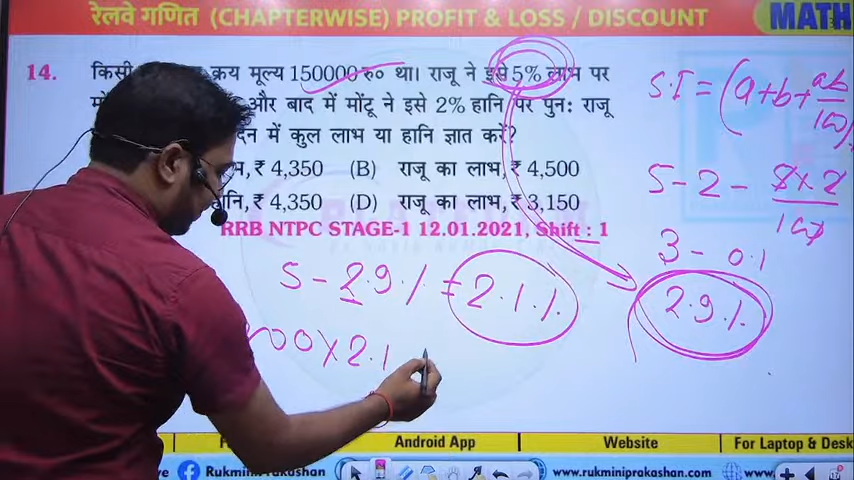 रेलवे गणित (CHAPTERWISE) PROFIT & LOSS / DISCOUNT
MATH
14. किसी क्रय मूल्य 150000 रु० था। राजू ने इसे 5% लाभ पर
और बाद में मोंटू ने इसे 2% हानि पर पुन: राजू
में कुल लाभ या हानि ज्ञात करें?
₹ 4,350 (B) राजू का लाभ, ₹ 4,500
₹ 4,350 (D) राजू का लाभ, ₹ 3,150
RRB NTPC STAGE-1 12.01.2021, Shift : 1
S.I = (a+b+ab/100)
5-2-5×2/100
3-0.1
2.9%
5-2.9% = 2.1%
00×2.1
Android App
Website
For Laptop & Desk
www.rukminiprakashan.com